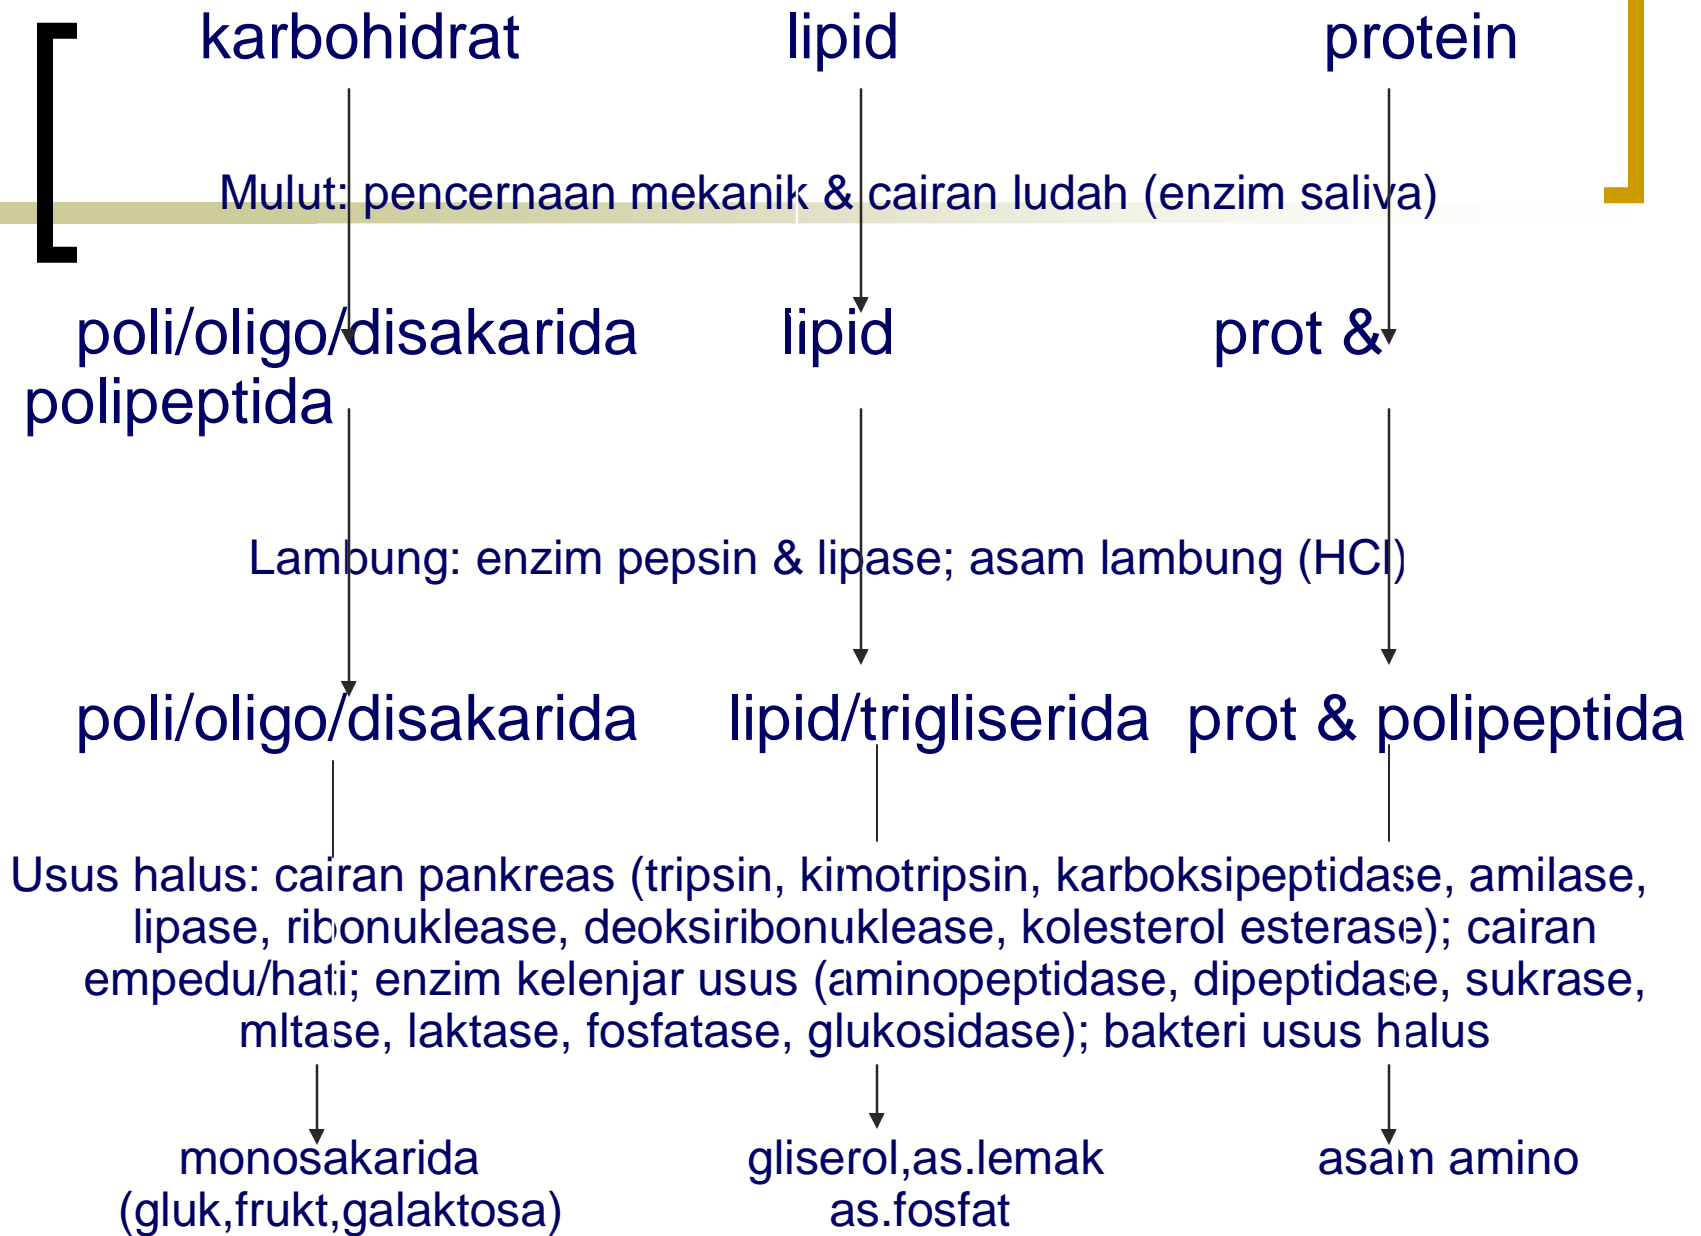 karbohidrat lipid protein
Mulut: pencernaan mekanik & cairan ludah (enzim saliva)
poli/oligo/disakarida lipid prot &
polipeptida
Lambung: enzim pepsin & lipase; asam lambung (HCl)
poli/oligo/disakarida lipid/trigliserida prot & polipeptida
Usus halus: cairan pankreas (tripsin, kimotripsin, karboksipeptidase, amilase,
lipase, ribonuklease, deoksiribonuklease, kolesterol esterase); cairan
empedu/hati; enzim kelenjar usus (aminopeptidase, dipeptidase, sukrase,
mltase, laktase, fosfatase, glukosidase); bakteri usus halus
monosakarida gliserol,as.lemak asam amino
(gluk,frukt,galaktosa) as.fosfat